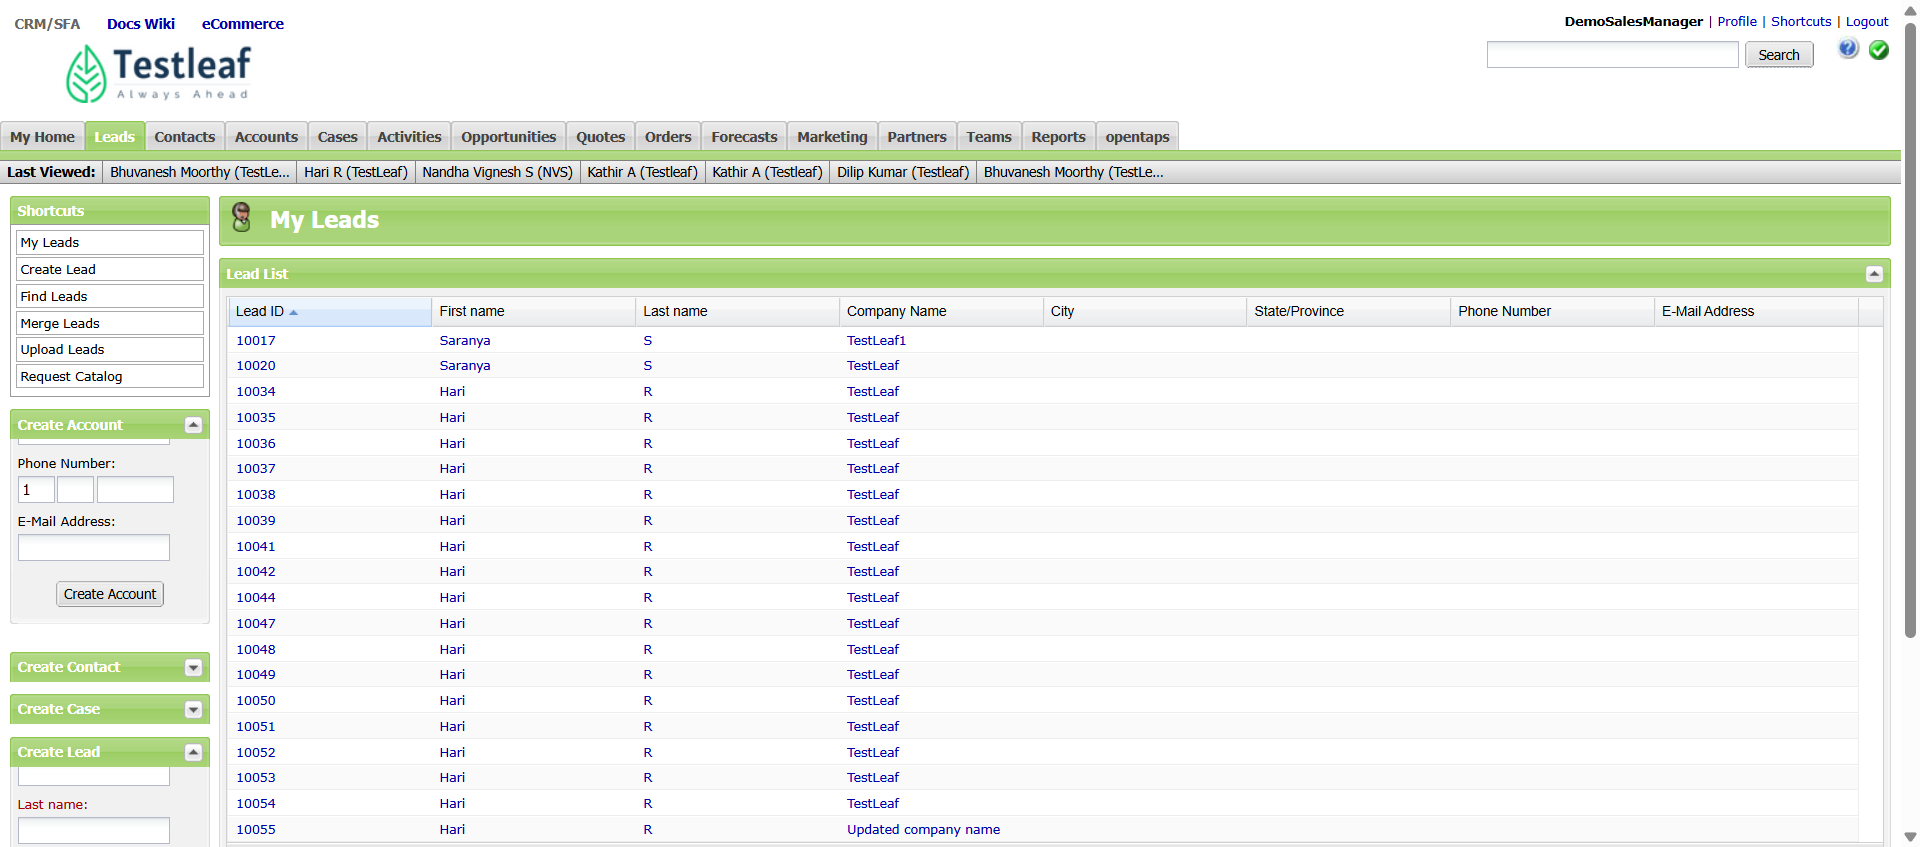 CRM/SFA Docs Wiki eCommerce
DemoSalesManager | Profile | Shortcuts | Logout
Testleaf
Always Ahead
Search
My Home Leads Contacts Accounts Cases Activities Opportunities Quotes Orders Forecasts Marketing Partners Teams Reports opentaps
Last Viewed: Bhuvanesh Moorthy (TestLe... Hari R (TestLeaf) Nandha Vignesh S (NVS) Kathir A (Testleaf) Kathir A (Testleaf) Dilip Kumar (Testleaf) Bhuvanesh Moorthy (TestLe...
Shortcuts
My Leads
Create Lead
Find Leads
Merge Leads
Upload Leads
Request Catalog
Create Account
Phone Number:
1
E-Mail Address:
Create Account
Create Contact
Create Case
Create Lead
Last name:
My Leads
Lead List
Lead ID First name Last name Company Name City State/Province Phone Number E-Mail Address
10017 Saranya S TestLeaf1
10020 Saranya S TestLeaf
10034 Hari R TestLeaf
10035 Hari R TestLeaf
10036 Hari R TestLeaf
10037 Hari R TestLeaf
10038 Hari R TestLeaf
10039 Hari R TestLeaf
10041 Hari R TestLeaf
10042 Hari R TestLeaf
10044 Hari R TestLeaf
10047 Hari R TestLeaf
10048 Hari R TestLeaf
10049 Hari R TestLeaf
10050 Hari R TestLeaf
10051 Hari R TestLeaf
10052 Hari R TestLeaf
10053 Hari R TestLeaf
10054 Hari R TestLeaf
10055 Hari R Updated company name